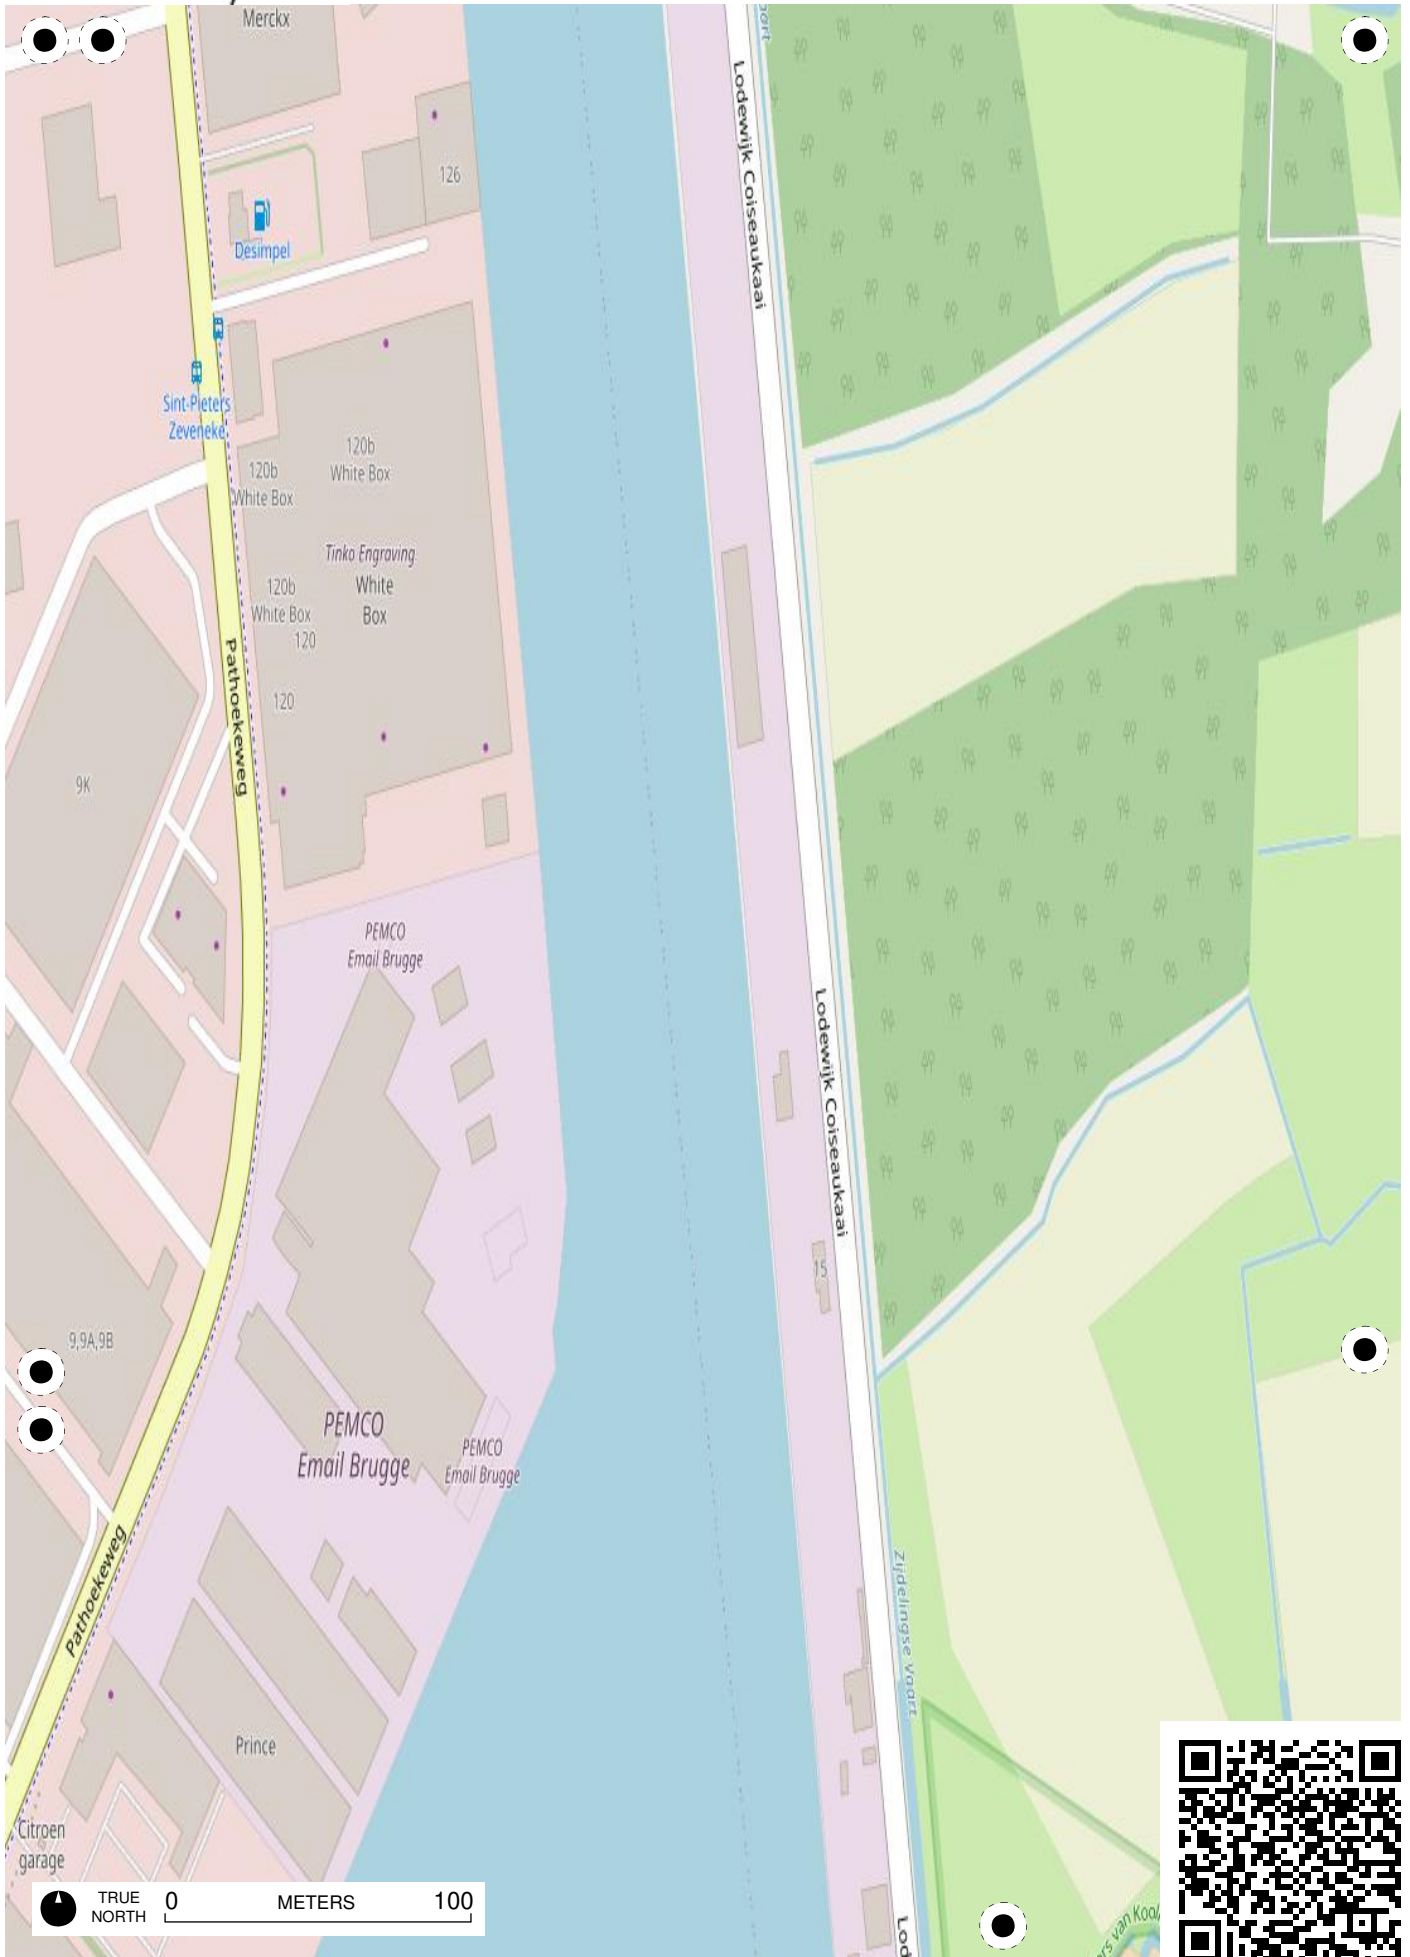 Merckx
126
Desimpel
Sint-Pieters
Zeveneke
120b
White Box
120b
White Box
Tinko Engraving
White
Box
120b
White Box
120
120
Pathoekeweg
9K
Lodewijk Coiseaukaai
PEMCO
Email Brugge
Lodewijk Coiseaukaai
15
9,9A,9B
PEMCO
Email Brugge
PEMCO
Email Brugge
Pathoekeweg
Zijdelingse Vaart
Prince
Citroen
garage
TRUE
NORTH
0
METERS
100